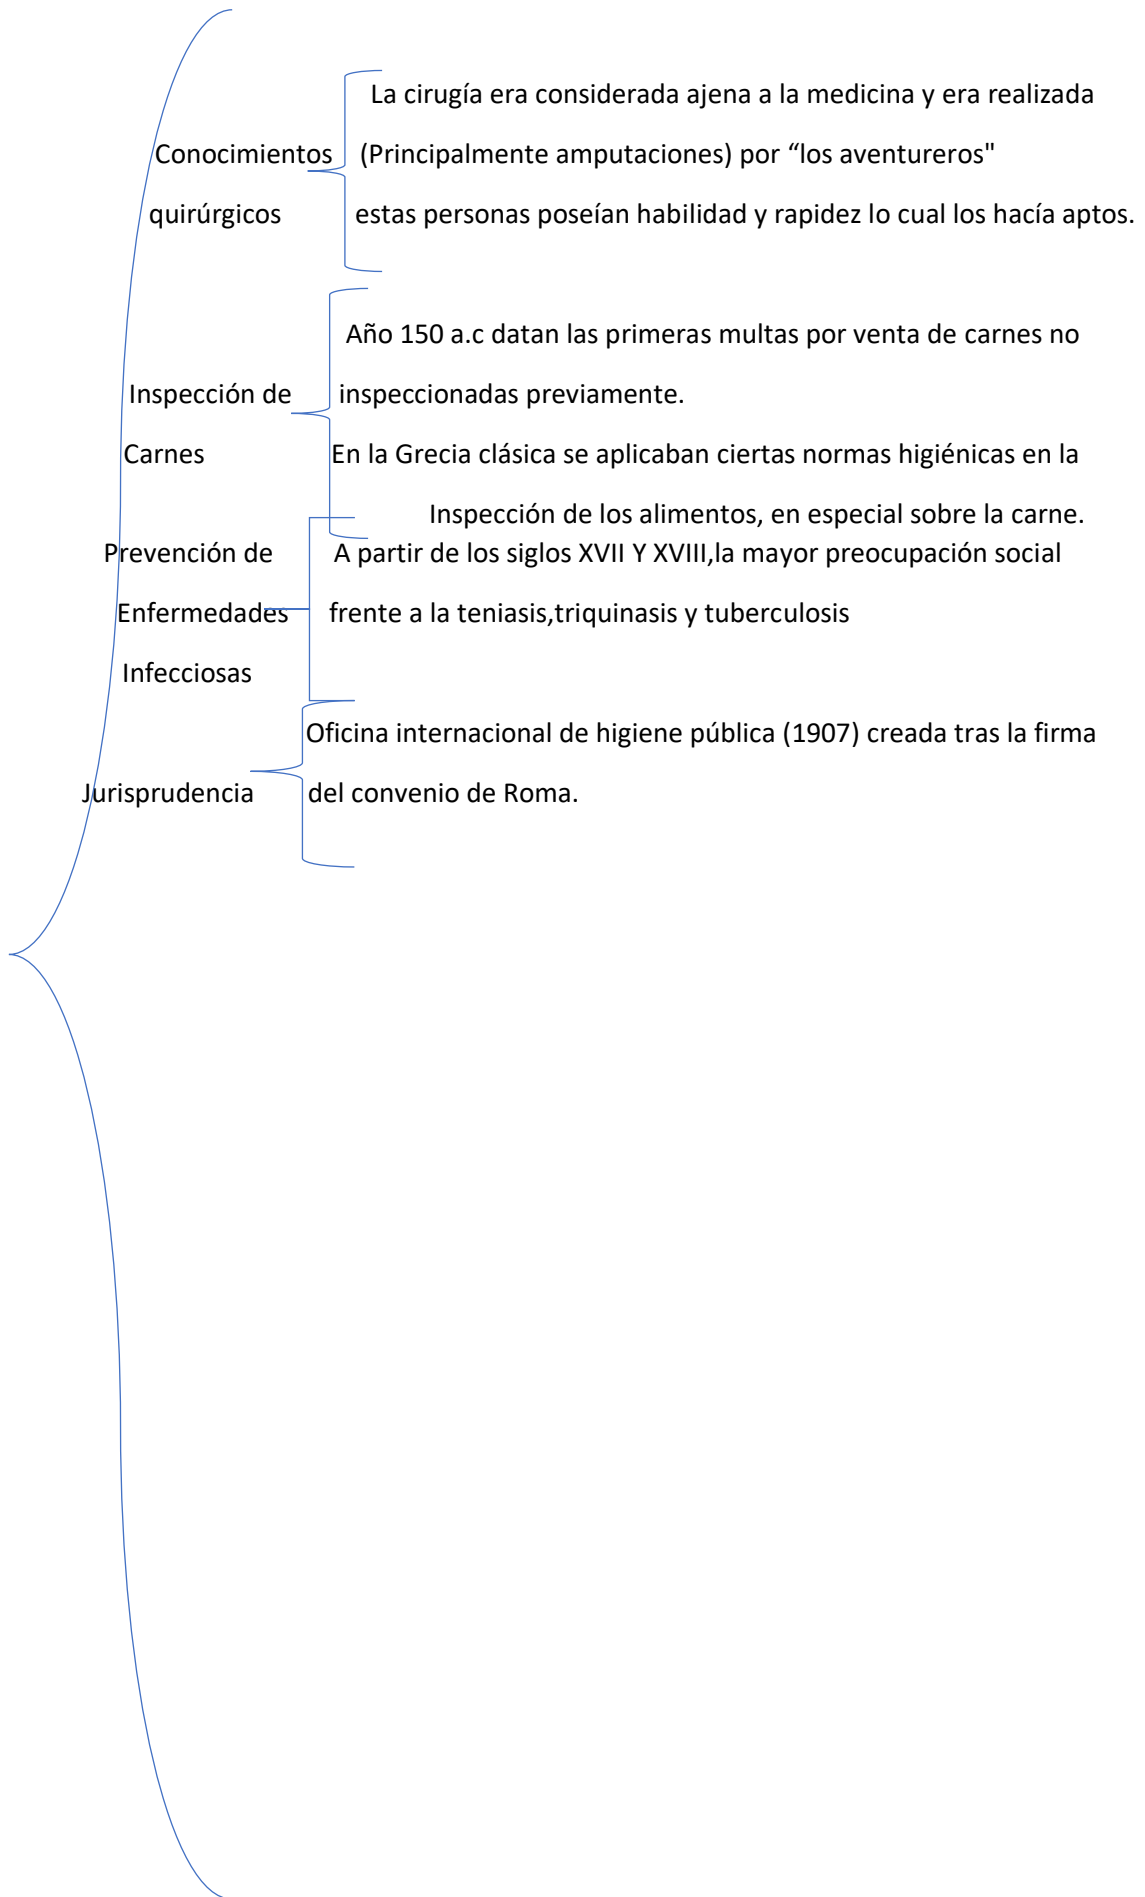 La cirugía era considerada ajena a la medicina y era realizada
Conocimientos (Principalmente amputaciones) por “los aventureros"
quirúrgicos estas personas poseían habilidad y rapidez lo cual los hacía aptos.
Año 150 a.c datan las primeras multas por venta de carnes no
Inspección de inspeccionadas previamente.
Carnes En la Grecia clásica se aplicaban ciertas normas higiénicas en la
Inspección de los alimentos, en especial sobre la carne.
Prevención de A partir de los siglos XVII Y XVIII,la mayor preocupación social
Enfermedades frente a la teniasis,triquinasis y tuberculosis
Infecciosas
Oficina internacional de higiene pública (1907) creada tras la firma
Jurisprudencia del convenio de Roma.